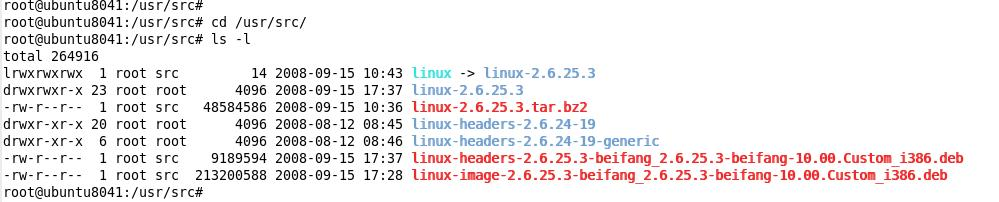 root@ubuntu8041:/usr/src#
root@ubuntu8041:/usr/src# cd /usr/src/
root@ubuntu8041:/usr/src# ls -l
total 264916
lrwxrwxrwx  1 root src         14 2008-09-15 10:43 linux -> linux-2.6.25.3
drwxrwxr-x 23 root root      4096 2008-09-15 17:37 linux-2.6.25.3
-rw-r--r--  1 root src   48584586 2008-09-15 10:36 linux-2.6.25.3.tar.bz2
drwxr-xr-x 20 root root      4096 2008-08-12 08:45 linux-headers-2.6.24-19
drwxr-xr-x  6 root root      4096 2008-08-12 08:46 linux-headers-2.6.24-19-generic
-rw-r--r--  1 root src    9189594 2008-09-15 17:37 linux-headers-2.6.25.3-beifang_2.6.25.3-beifang-10.00.Custom_i386.deb
-rw-r--r--  1 root src  213200588 2008-09-15 17:28 linux-image-2.6.25.3-beifang_2.6.25.3-beifang-10.00.Custom_i386.deb
root@ubuntu8041:/usr/src#